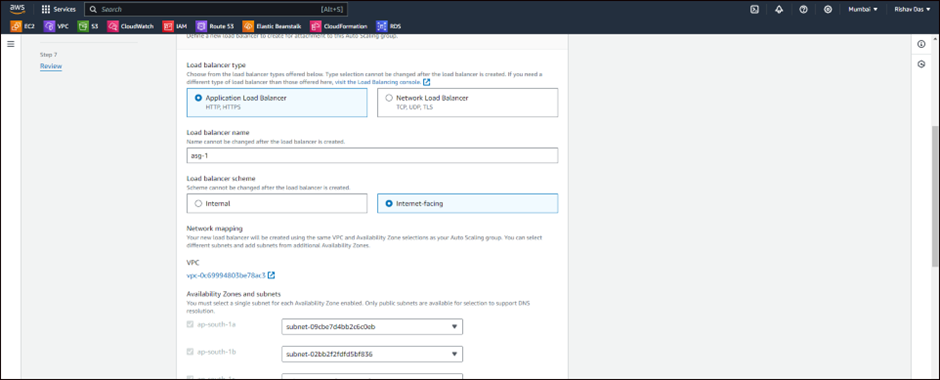 aws
Services
Search
[Alt+S]
Mumbai
Rishav Das
EC2
VPC
S3
CloudWatch
IAM
Route 53
Elastic Beanstalk
CloudFormation
RDS
Define a new load balancer to create for attachment to this Auto Scaling group.
Step 7
Review
Load balancer type
Choose from the load balancer types offered below. Type selection cannot be changed after the load balancer is created. If you need a
different type of load balancer than those offered here, visit the Load Balancing console.
Application Load Balancer
HTTP, HTTPS
Network Load Balancer
TCP, UDP, TLS
Load balancer name
Name cannot be changed after the load balancer is created.
asg-1
Load balancer scheme
Scheme cannot be changed after the load balancer is created.
Internal
Internet-facing
Network mapping
Your new load balancer will be created using the same VPC and Availability Zone selections as your Auto Scaling group. You can select
different subnets and add subnets from additional Availability Zones.
VPC
vpc-0c69994803be78ac3
Availability Zones and subnets
You must select a single subnet for each Availability Zone enabled. Only public subnets are available for selection to support DNS
resolution.
ap-south-1a
subnet-09cbe7d4bb2c6c0eb
ap-south-1b
subnet-02bb2f2fdfd5bf836